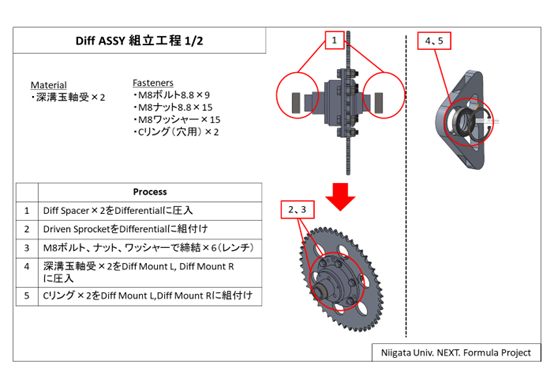 Diff ASSY 組立工程 1/2
Material
・深溝玉軸受×2
Fasteners
・M8ボルト8.8×9
・M8ナット8.8×15
・M8ワッシャー×15
・Cリング（穴用）×2
1
4、5
Process
1 Diff Spacer×2をDifferentialに圧入
2 Driven SprocketをDifferentialに組付け
3 M8ボルト、ナット、ワッシャーで締結×6（レンチ）
4 深溝玉軸受×2をDiff Mount L, Diff Mount R
に圧入
5 Cリング×2をDiff Mount L,Diff Mount Rに組付け
2、3
Niigata Univ. NEXT. Formula Project